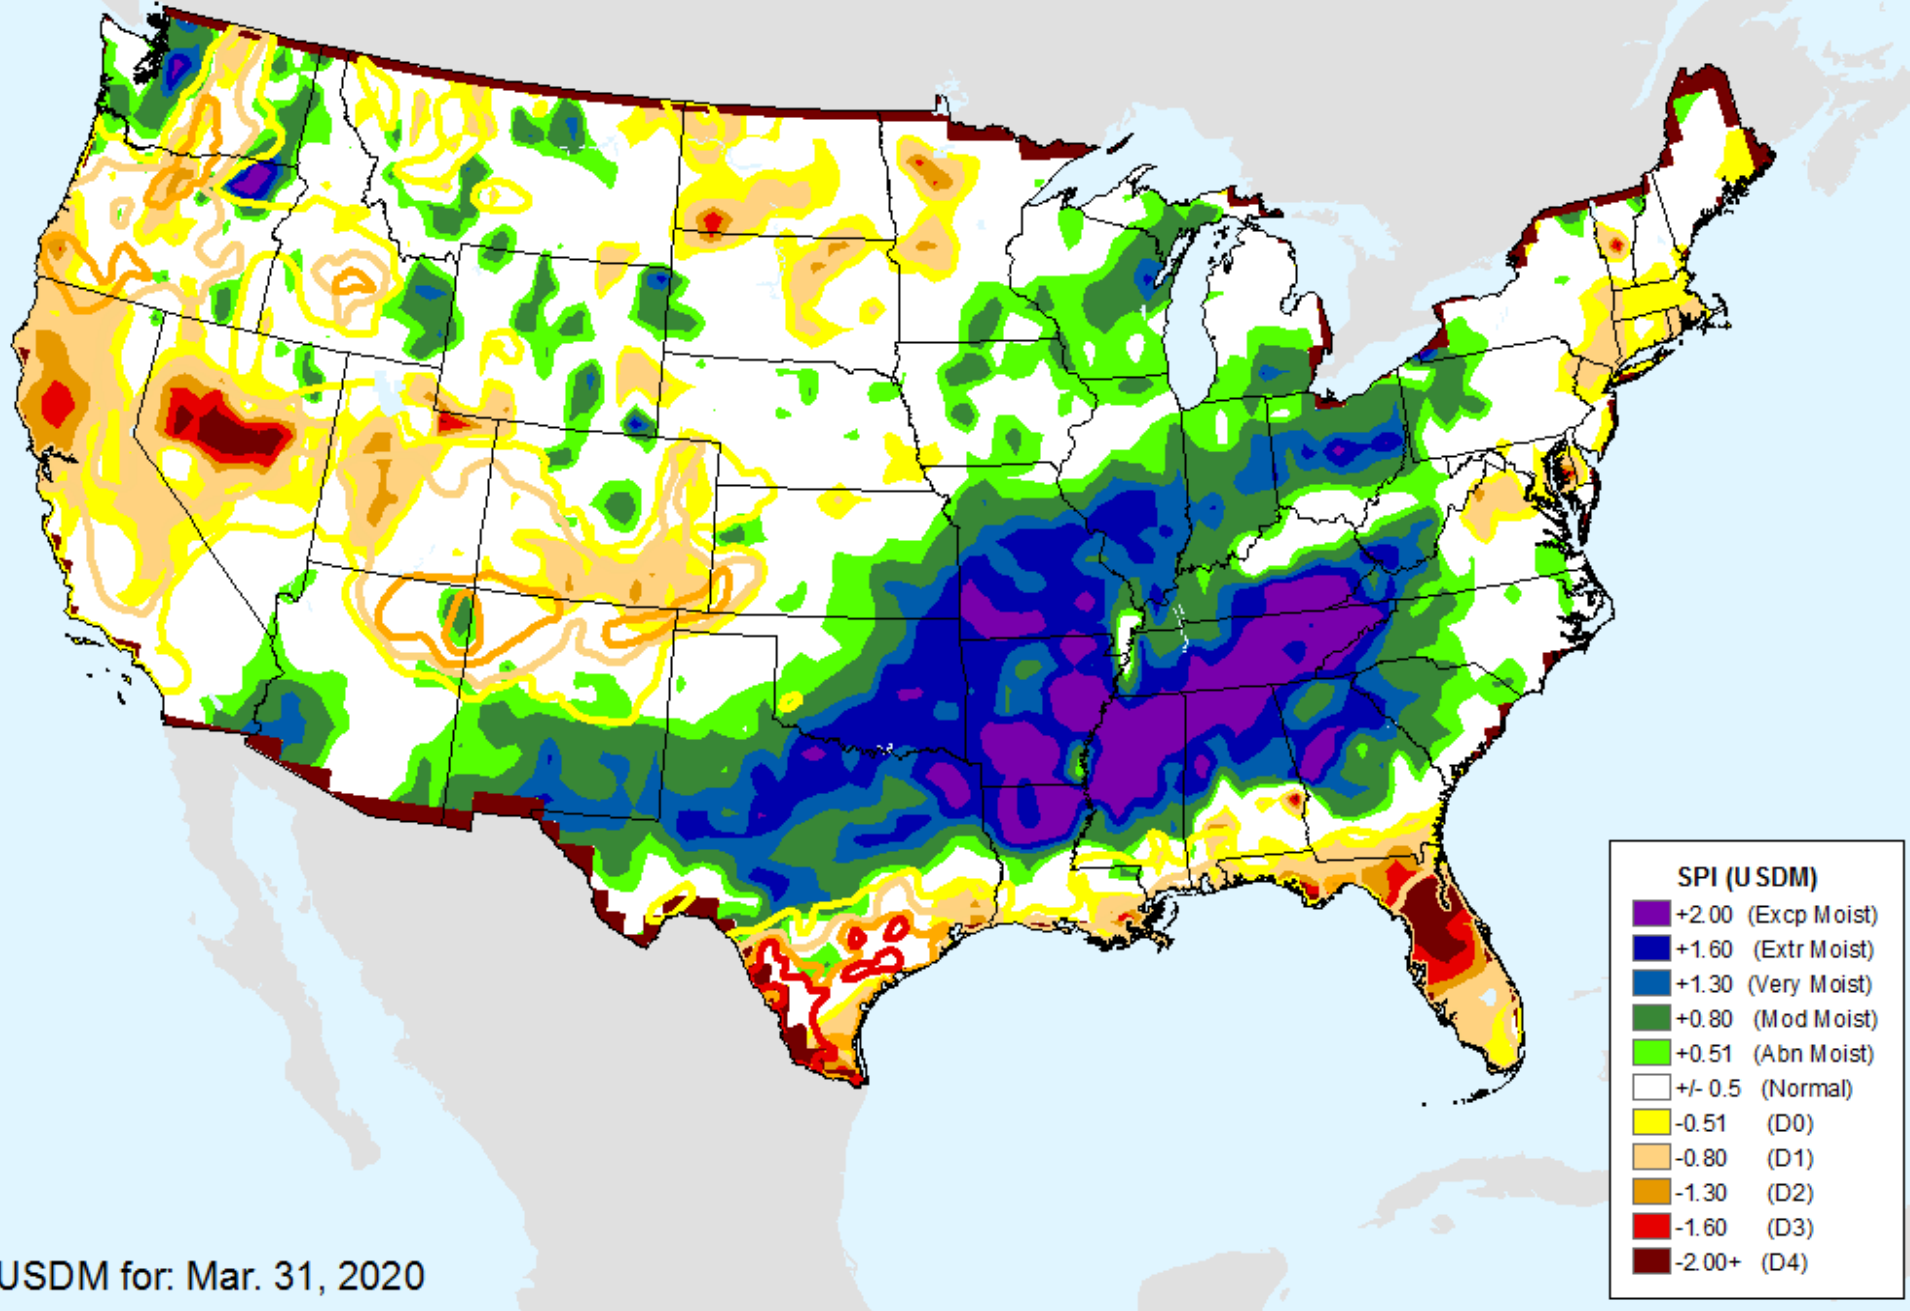 SPI (USDM)
+2.00 (Excp Moist)
+1.60 (Extr Moist)
+1.30 (Very Moist)
+0.80 (Mod Moist)
+0.51 (Abn Moist)
+/- 0.5 (Normal)
-0.51 (D0)
-0.80 (D1)
-1.30 (D2)
-1.60 (D3)
-2.00+ (D4)
USDM for: Mar. 31, 2020